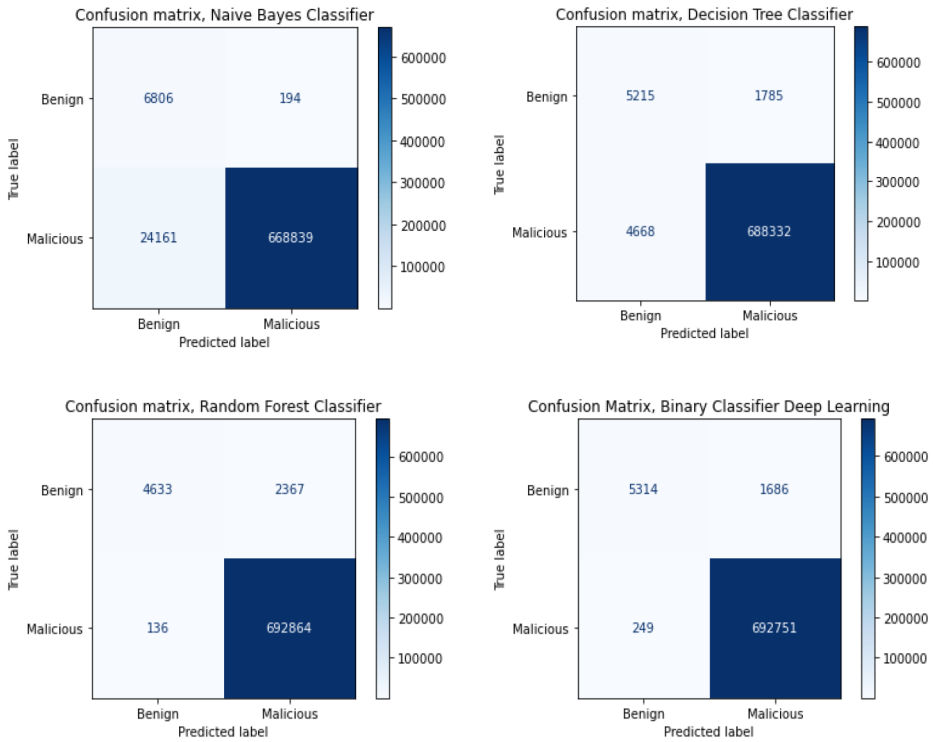 Confusion matrix, Naive Bayes Classifier
Benign
6806
194
Malicious
24161
668839
True label
Benign
Malicious
Predicted label
600000
500000
400000
300000
200000
100000
Confusion matrix, Decision Tree Classifier
Benign
5215
1785
Malicious
4668
688332
True label
Benign
Malicious
Predicted label
600000
500000
400000
300000
200000
100000
Confusion matrix, Random Forest Classifier
Benign
4633
2367
Malicious
136
692864
True label
Benign
Malicious
Predicted label
600000
500000
400000
300000
200000
100000
Confusion Matrix, Binary Classifier Deep Learning
Benign
5314
1686
Malicious
249
692751
True label
Benign
Malicious
Predicted label
600000
500000
400000
300000
200000
100000